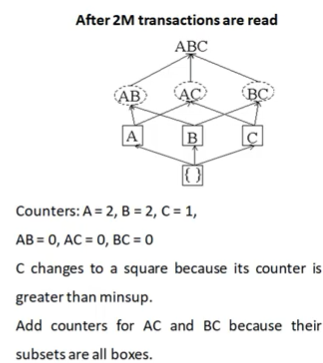 After 2M transactions are read
ABC
AB AC BC
A B C
{ }
Counters: A = 2, B = 2, C = 1,
AB = 0, AC = 0, BC = 0
C changes to a square because its counter is
greater than minsup.
Add counters for AC and BC because their
subsets are all boxes.